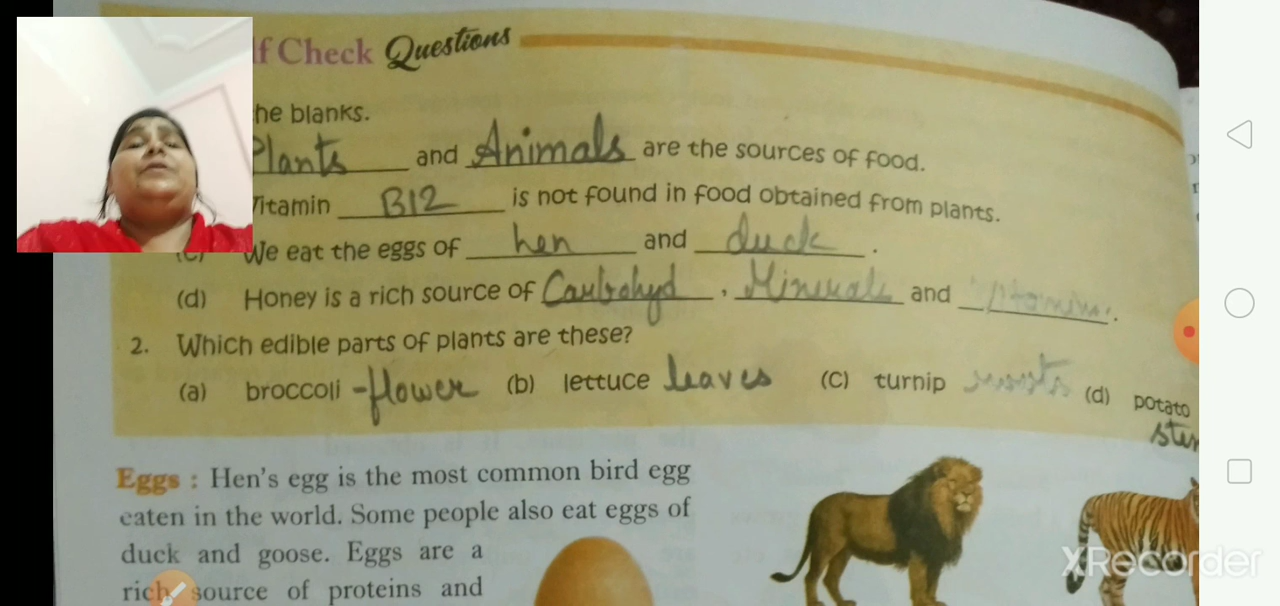 lf Check Questions
he blanks.
Plants and Animals are the sources of food.
Vitamin B12 is not found in food obtained from plants.
(c) We eat the eggs of hen and duck.
(d) Honey is a rich source of Carbohyd, Minerals and
2. Which edible parts of plants are these?
(a) broccoli -flower (b) lettuce leaves (c) turnip roots (d) potato
Eggs : Hen's egg is the most common bird egg
eaten in the world. Some people also eat eggs of
duck and goose. Eggs are a
rich source of proteins and
XRecorder